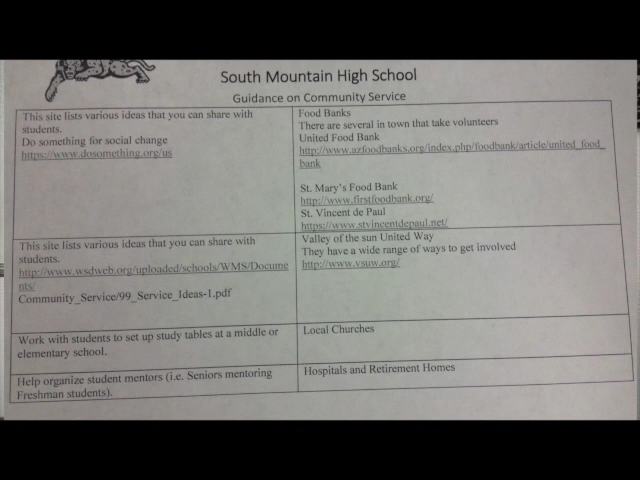 South Mountain High School
Guidance on Community Service
This site lists various ideas that you can share with
students.
Do something for social change
https://www.dosomething.org/us
Food Banks
There are several in town that take volunteers
United Food Bank
http://www.azfoodbanks.org/index.php/foodbank/article/united_food_
bank
St. Mary's Food Bank
http://www.firstfoodbank.org/
St. Vincent de Paul
https://www.stvincentdepaul.net/
This site lists various ideas that you can share with
students.
http://www.wsdweb.org/uploaded/schools/WMS/Docume
nts/
Community_Service/99_Service_Ideas-1.pdf
Valley of the sun United Way
They have a wide range of ways to get involved
http://www.vsuw.org/
Work with students to set up study tables at a middle or
elementary school.
Local Churches
Help organize student mentors (i.e. Seniors mentoring
Freshman students).
Hospitals and Retirement Homes